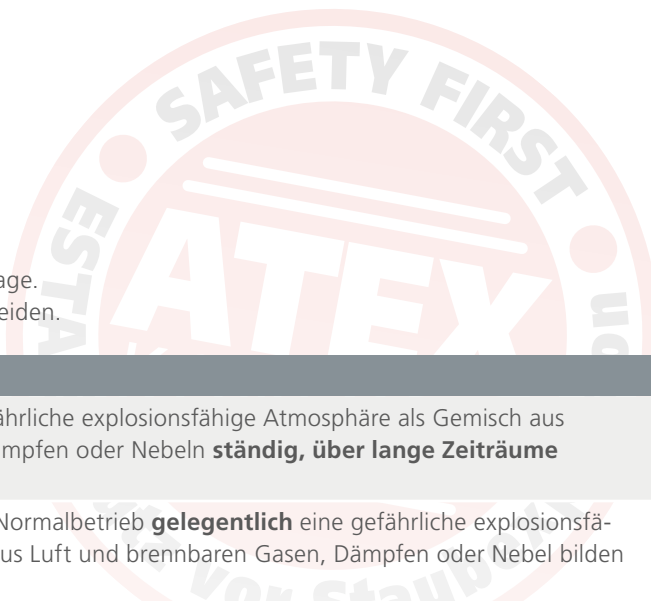 SAFETY FIRST
ATEX
age.
eiden.
ährliche explosionsfähige Atmosphäre als Gemisch aus
mpfen oder Nebeln ständig, über lange Zeiträume
Normalbetrieb gelegentlich eine gefährliche explosionsfä-
us Luft und brennbaren Gasen, Dämpfen oder Nebel bilden